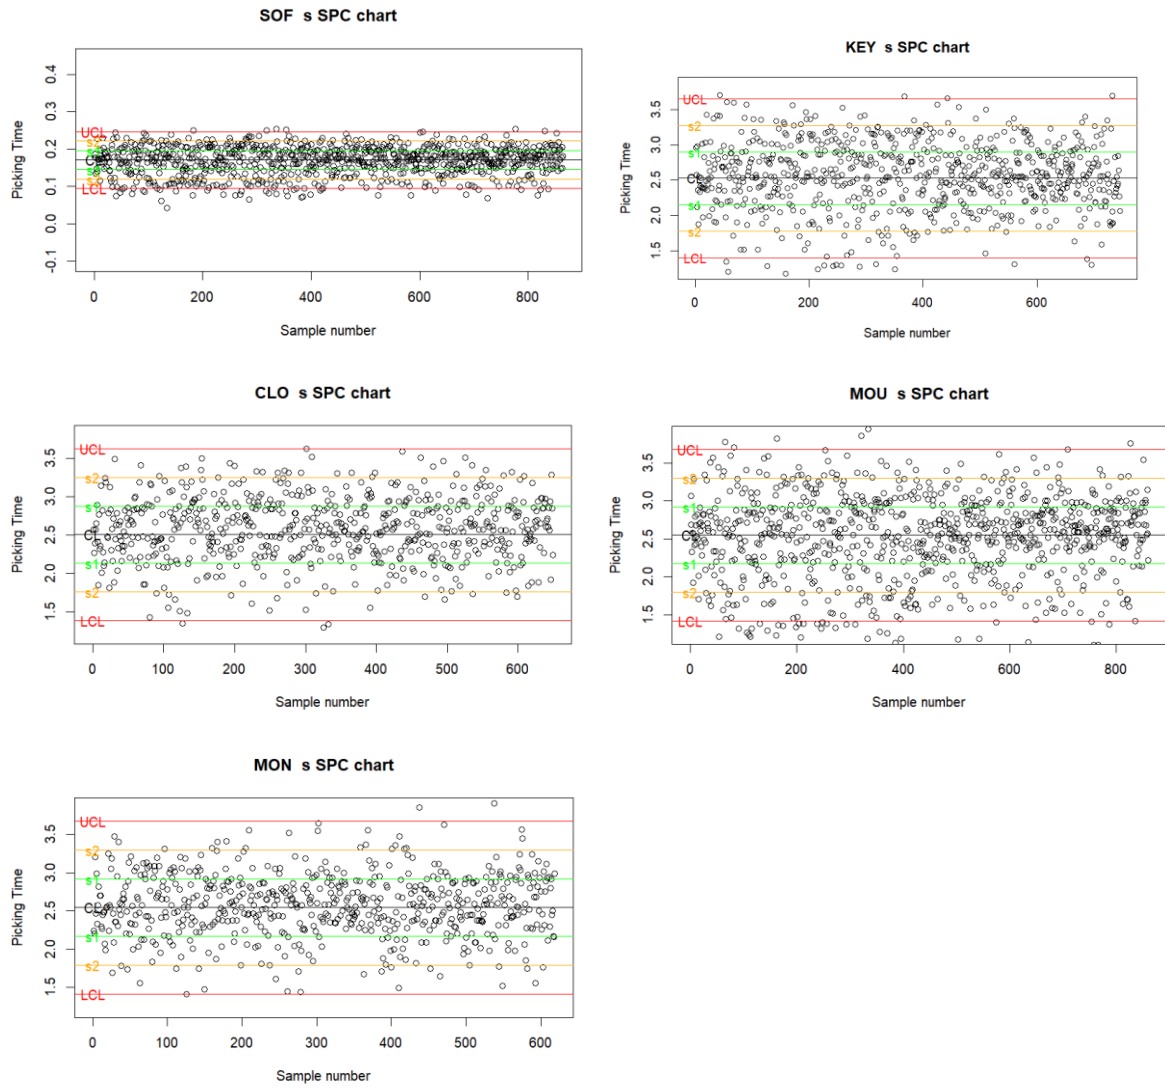 SOF s SPC chart
Picking Time
0.4
0.3
0.2
0.1
0.0
-0.1
UCL
s2
s1
CL
s1
s2
LCL
0 200 400 600 800
Sample number
KEY s SPC chart
Picking Time
3.5
3.0
2.5
2.0
1.5
UCL
s2
s1
CL
s1
s2
LCL
0 200 400 600
Sample number
CLO s SPC chart
Picking Time
3.5
3.0
2.5
2.0
1.5
UCL
s2
s1
CL
s1
s2
LCL
0 100 200 300 400 500 600
Sample number
MOU s SPC chart
Picking Time
3.5
3.0
2.5
2.0
1.5
UCL
s2
s1
CL
s1
s2
LCL
0 200 400 600 800
Sample number
MON s SPC chart
Picking Time
3.5
3.0
2.5
2.0
1.5
UCL
s2
s1
CL
s1
s2
LCL
0 100 200 300 400 500 600
Sample number